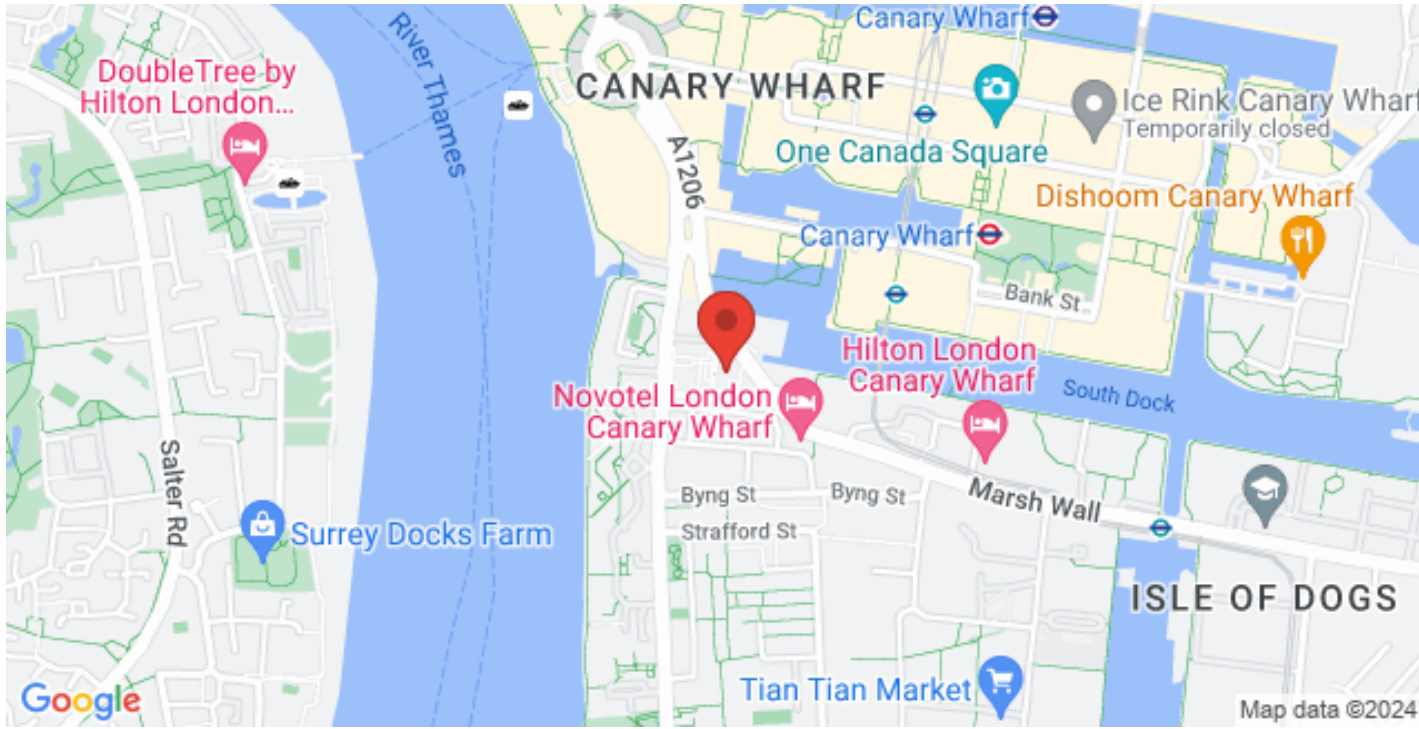 Canary Wharf
River Thames
DoubleTree by
Hilton London...
CANARY WHARF
Ice Rink Canary Wharf
Temporarily closed
One Canada Square
A1206
Dishoom Canary Wharf
Canary Wharf
Bank St
Hilton London
Canary Wharf
Novotel London
Canary Wharf
South Dock
Salter Rd
Byng St
Byng St
Marsh Wall
Strafford St
Surrey Docks Farm
ISLE OF DOGS
Tian Tian Market
Google
Map data ©2024